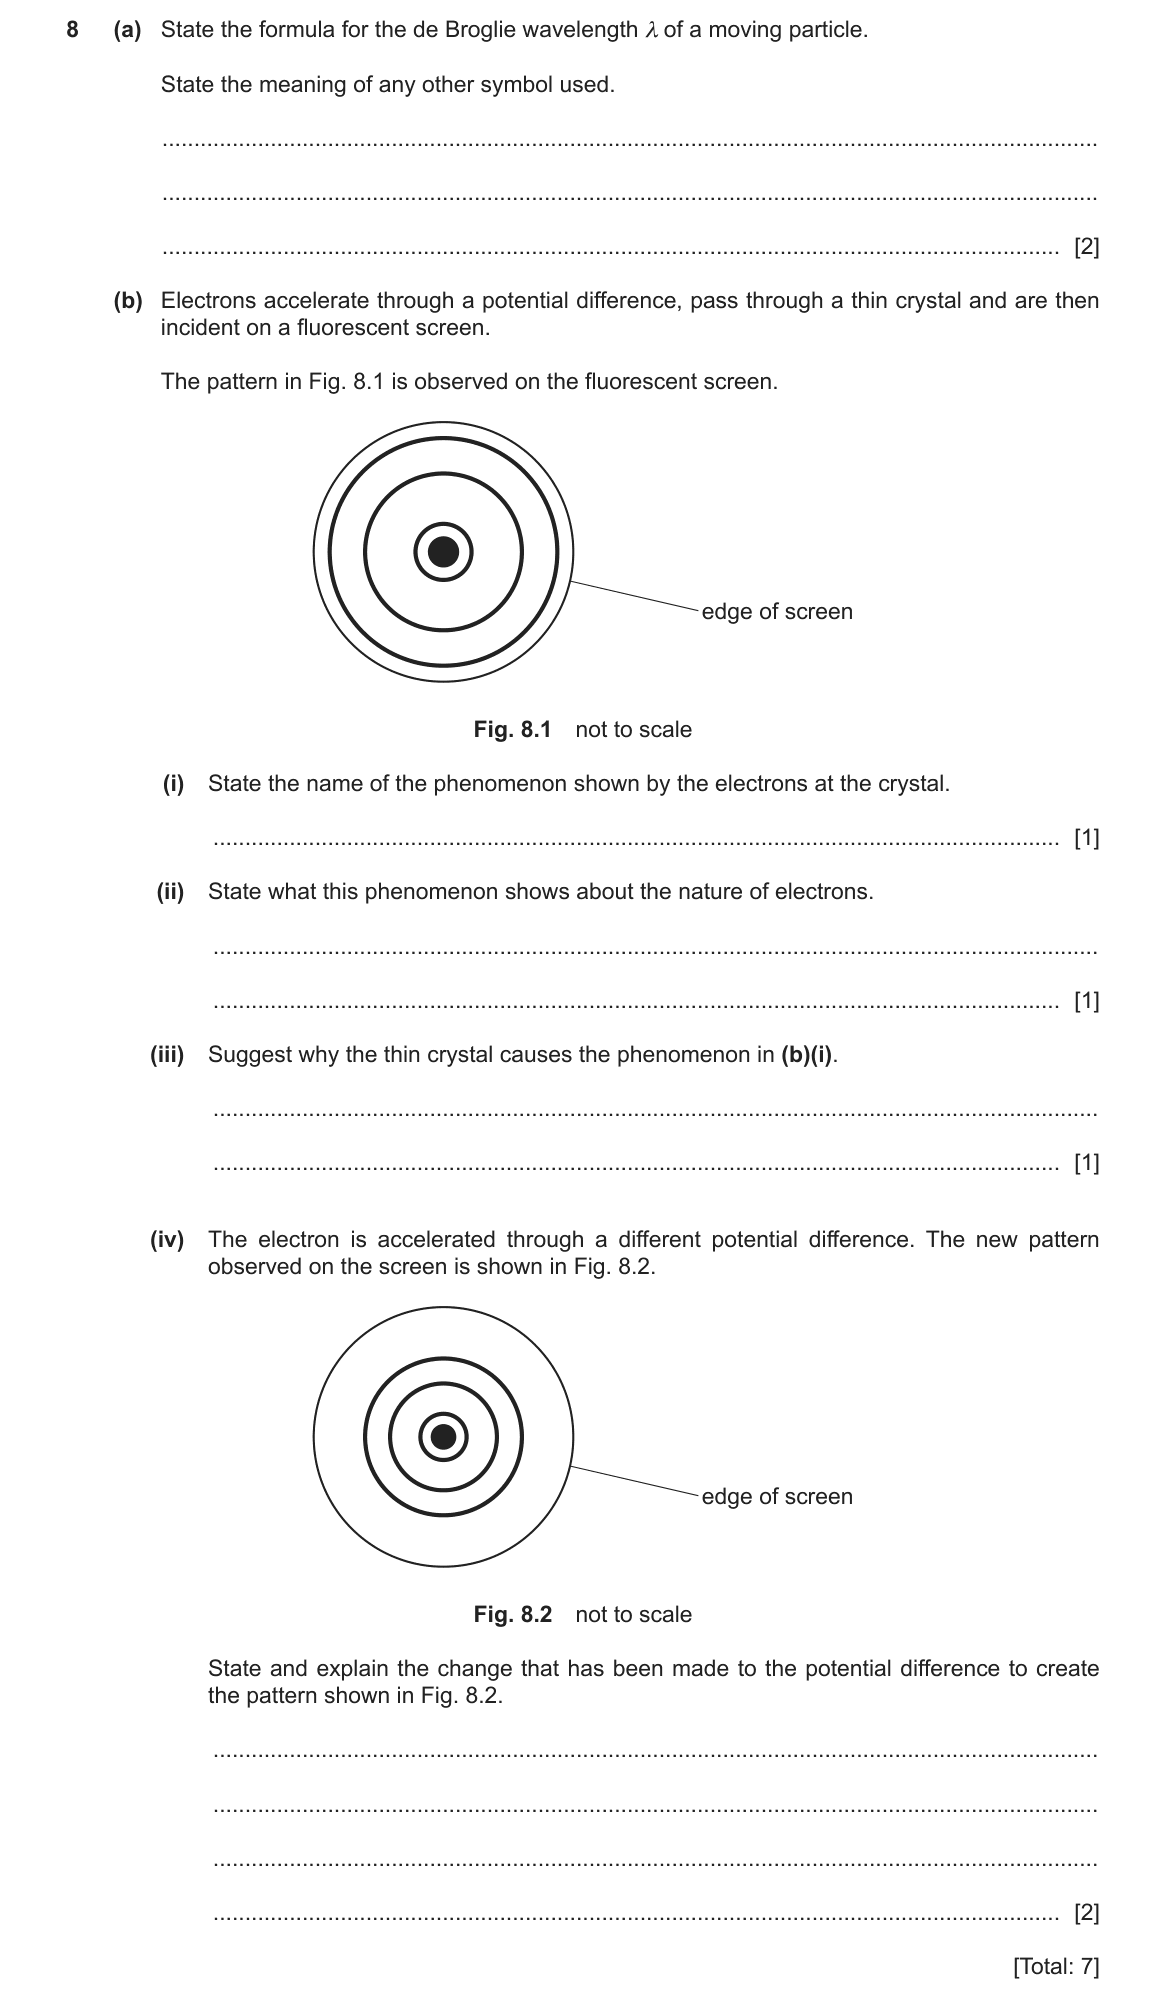 8 (a) State the formula for the de Broglie wavelength λ of a moving particle.
State the meaning of any other symbol used.
..........................................................................................................................................
..........................................................................................................................................
.................................................................................................................................... [2]
(b) Electrons accelerate through a potential difference, pass through a thin crystal and are then
incident on a fluorescent screen.
The pattern in Fig. 8.1 is observed on the fluorescent screen.
edge of screen
Fig. 8.1 not to scale
(i) State the name of the phenomenon shown by the electrons at the crystal.
............................................................................................................................. [1]
(ii) State what this phenomenon shows about the nature of electrons.
...................................................................................................................................
............................................................................................................................. [1]
(iii) Suggest why the thin crystal causes the phenomenon in (b)(i).
...................................................................................................................................
............................................................................................................................. [1]
(iv) The electron is accelerated through a different potential difference. The new pattern
observed on the screen is shown in Fig. 8.2.
edge of screen
Fig. 8.2 not to scale
State and explain the change that has been made to the potential difference to create
the pattern shown in Fig. 8.2.
...................................................................................................................................
...................................................................................................................................
...................................................................................................................................
............................................................................................................................. [2]
[Total: 7]